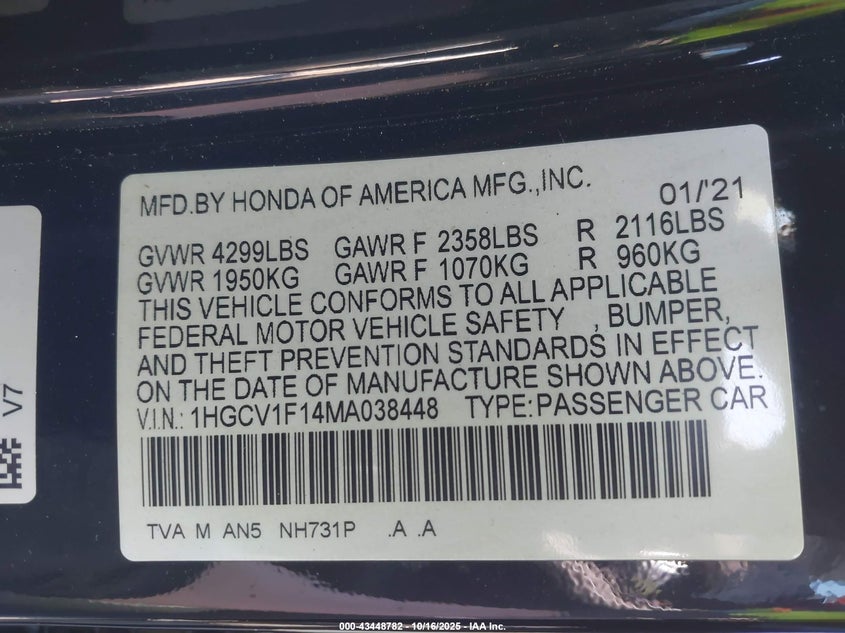 MFD.BY HONDA OF AMERICA MFG.,INC. 01/'21
GVWR 4299LBS GAWR F 2358LBS R 2116LBS
GVWR 1950KG GAWR F 1070KG R 960KG
THIS VEHICLE CONFORMS TO ALL APPLICABLE
FEDERAL MOTOR VEHICLE SAFETY , BUMPER,
AND THEFT PREVENTION STANDARDS IN EFFECT
ON THE DATE OF MANUFACTURE SHOWN ABOVE.
V.I.N.: 1HGCV1F14MA038448 TYPE:PASSENGER CAR
TVA M AN5 NH731P .A .A
V7
000-43448782 - 10/16/2025 - IAA Inc.